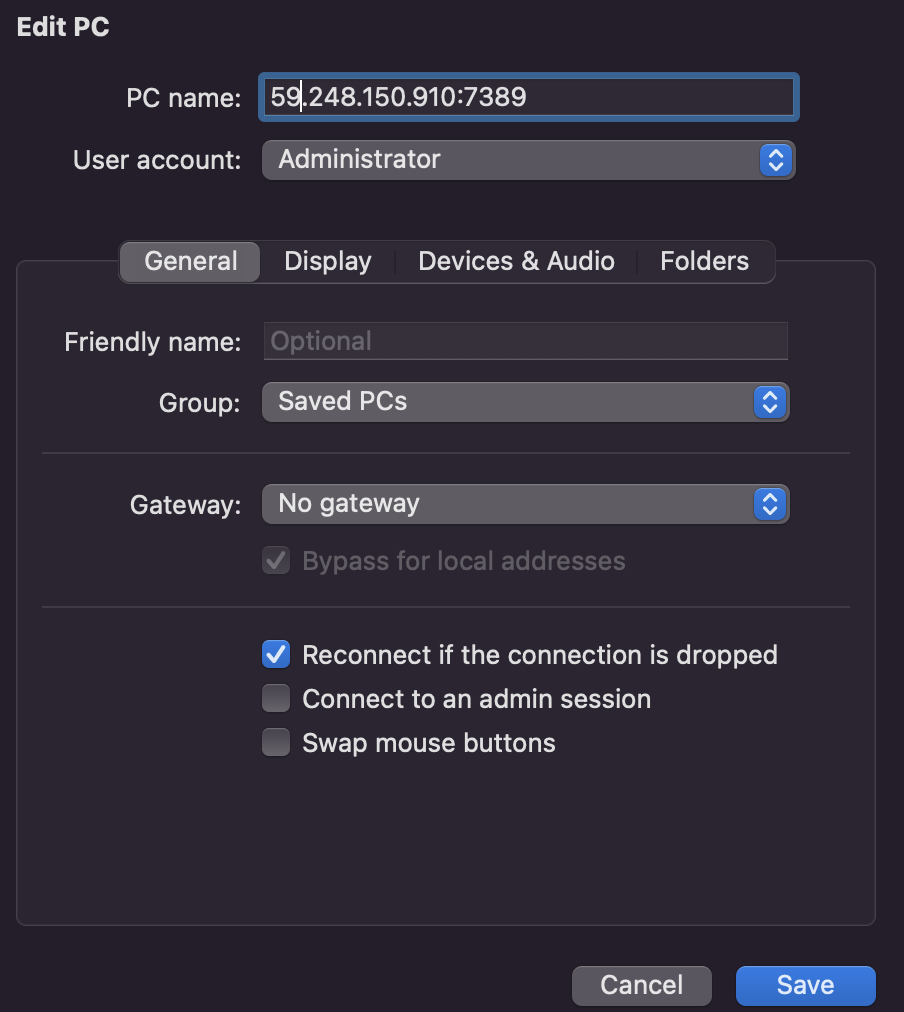 Edit PC
PC name: 59.248.150.910:7389
User account: Administrator
General Display Devices & Audio Folders
Friendly name: Optional
Group: Saved PCs
Gateway: No gateway
Bypass for local addresses
Reconnect if the connection is dropped
Connect to an admin session
Swap mouse buttons
Cancel Save